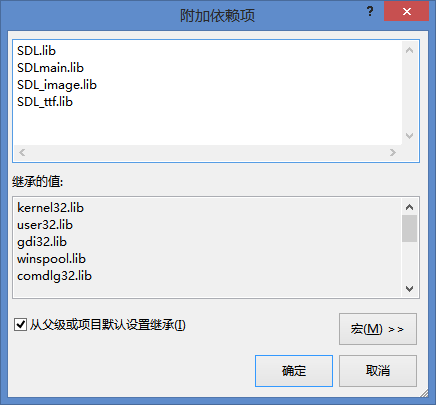 附加依赖项
?
SDL.lib
SDLmain.lib
SDL_image.lib
SDL_ttf.lib
继承的值:
kernel32.lib
user32.lib
gdi32.lib
winspool.lib
comdlg32.lib
从父级或项目默认设置继承(I)
宏(M) >>
确定
取消